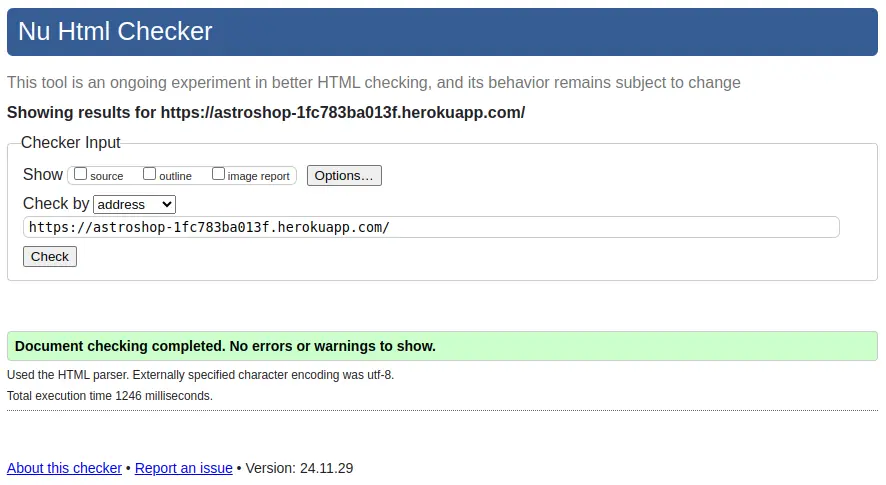 Nu Html Checker
This tool is an ongoing experiment in better HTML checking, and its behavior remains subject to change
Showing results for https://astroshop-1fc783ba013f.herokuapp.com/
Checker Input
Show source outline image report Options...
Check by address
https://astroshop-1fc783ba013f.herokuapp.com/
Check
Document checking completed. No errors or warnings to show.
Used the HTML parser. Externally specified character encoding was utf-8.
Total execution time 1246 milliseconds.
About this checker • Report an issue • Version: 24.11.29